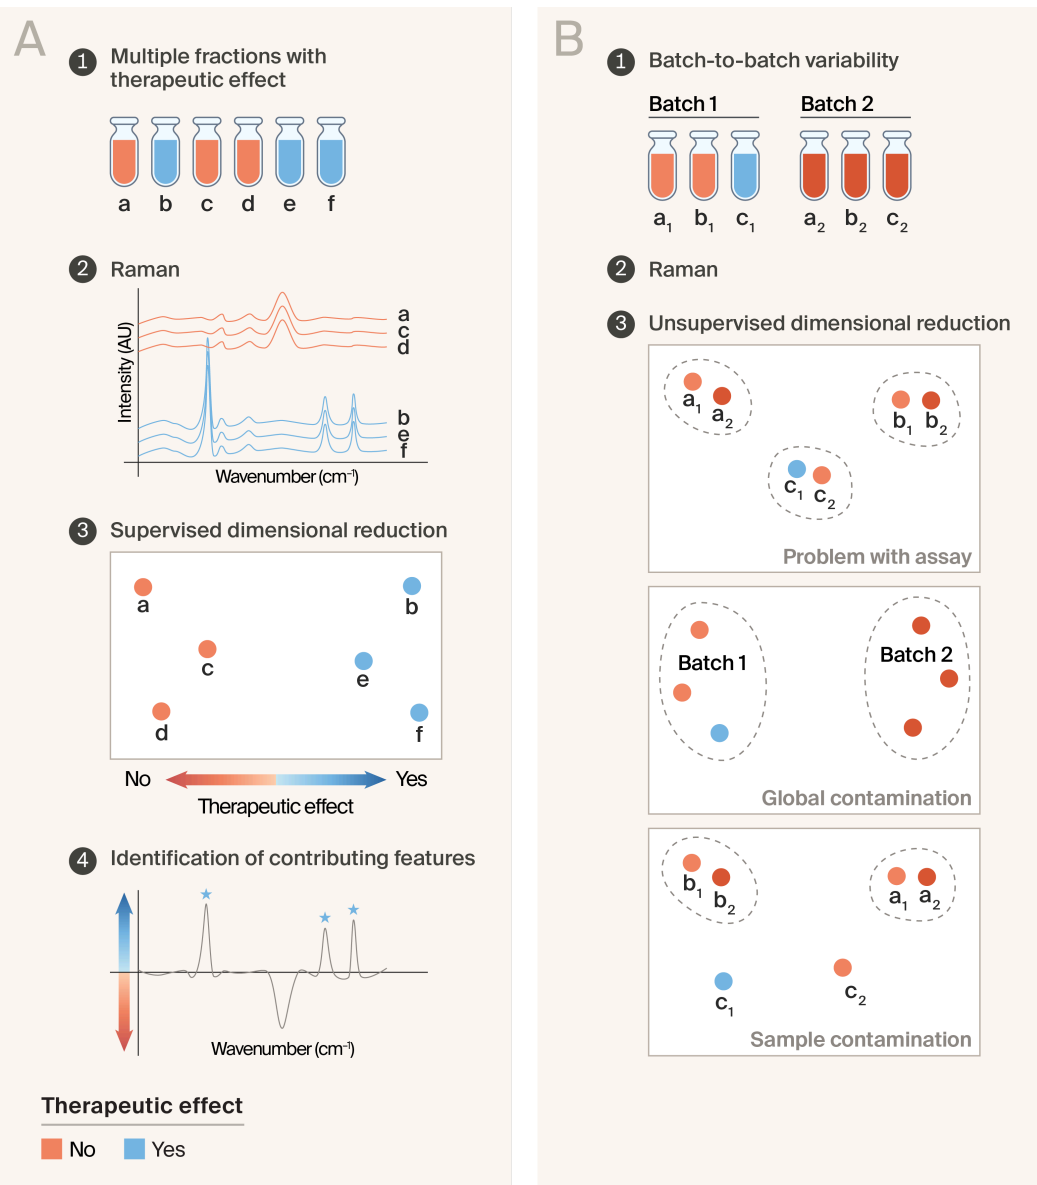 A
1 Multiple fractions with
therapeutic effect
a b c d e f
2 Raman
Intensity (AU)
a
c
d
b
e
f
Wavenumber (cm⁻¹)
3 Supervised dimensional reduction
a b
c e
d f
No Yes
Therapeutic effect
4 Identification of contributing features
Wavenumber (cm⁻¹)
Therapeutic effect
No Yes
B
1 Batch-to-batch variability
Batch 1 Batch 2
a₁ b₁ c₁ a₂ b₂ c₂
2 Raman
3 Unsupervised dimensional reduction
a₁ a₂ b₁ b₂
c₁ c₂
Problem with assay
Batch 1 Batch 2
Global contamination
b₁ b₂ a₁ a₂
c₁ c₂
Sample contamination